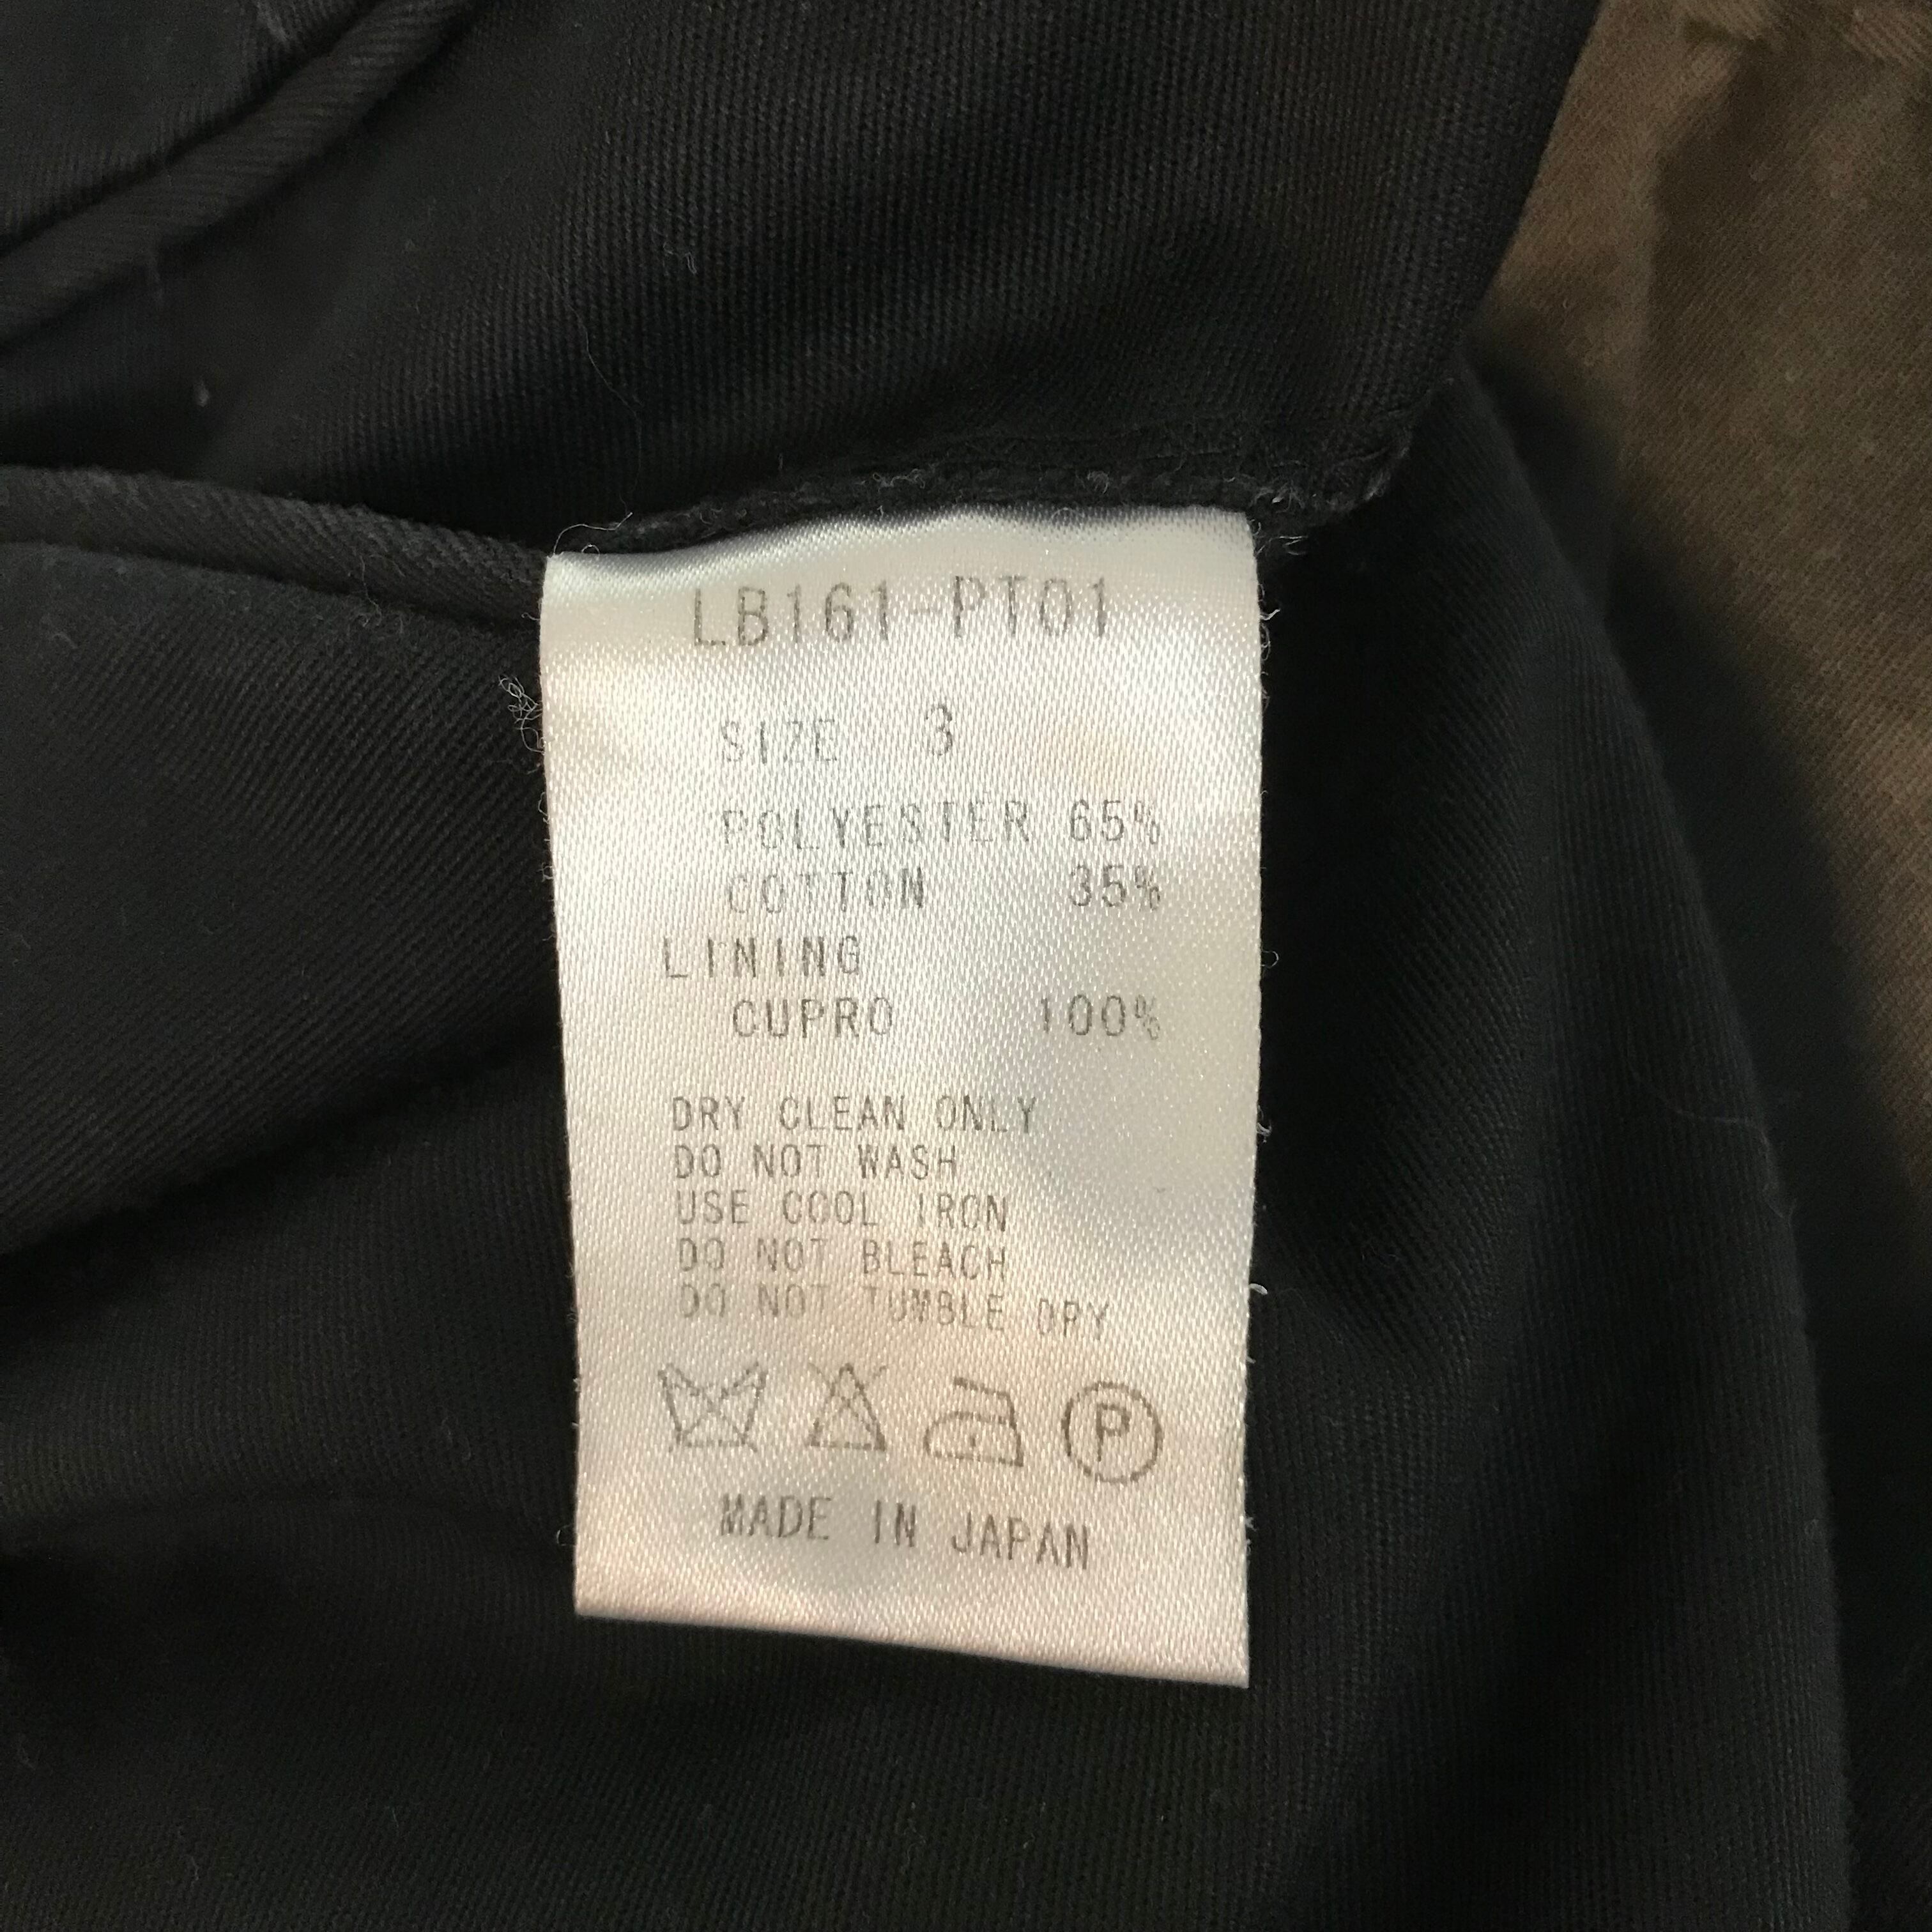 LB161-PT01
SIZE 3
POLYESTER 65%
COTTON 35%
LINING
CUPRO 100%
DRY CLEAN ONLY
DO NOT WASH
USE COOL IRON
DO NOT BLEACH
DO NOT TUMBLE DRY
P
MADE IN JAPAN